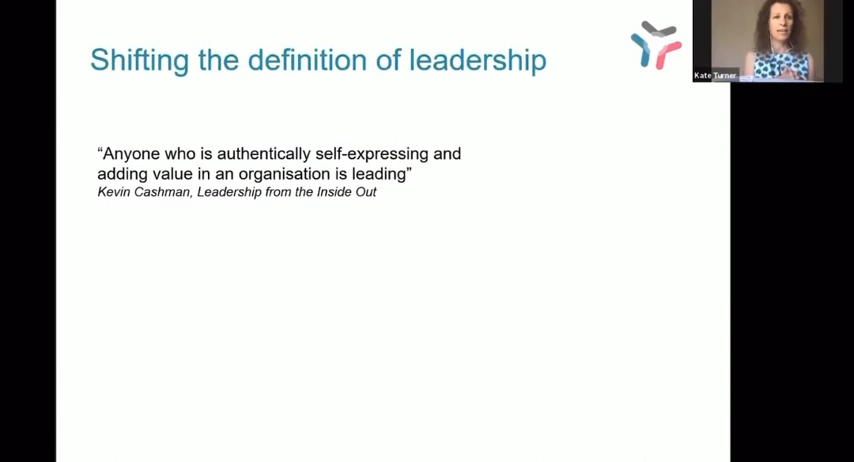 Shifting the definition of leadership
Kate Turner
“Anyone who is authentically self-expressing and
adding value in an organisation is leading”
Kevin Cashman, Leadership from the Inside Out